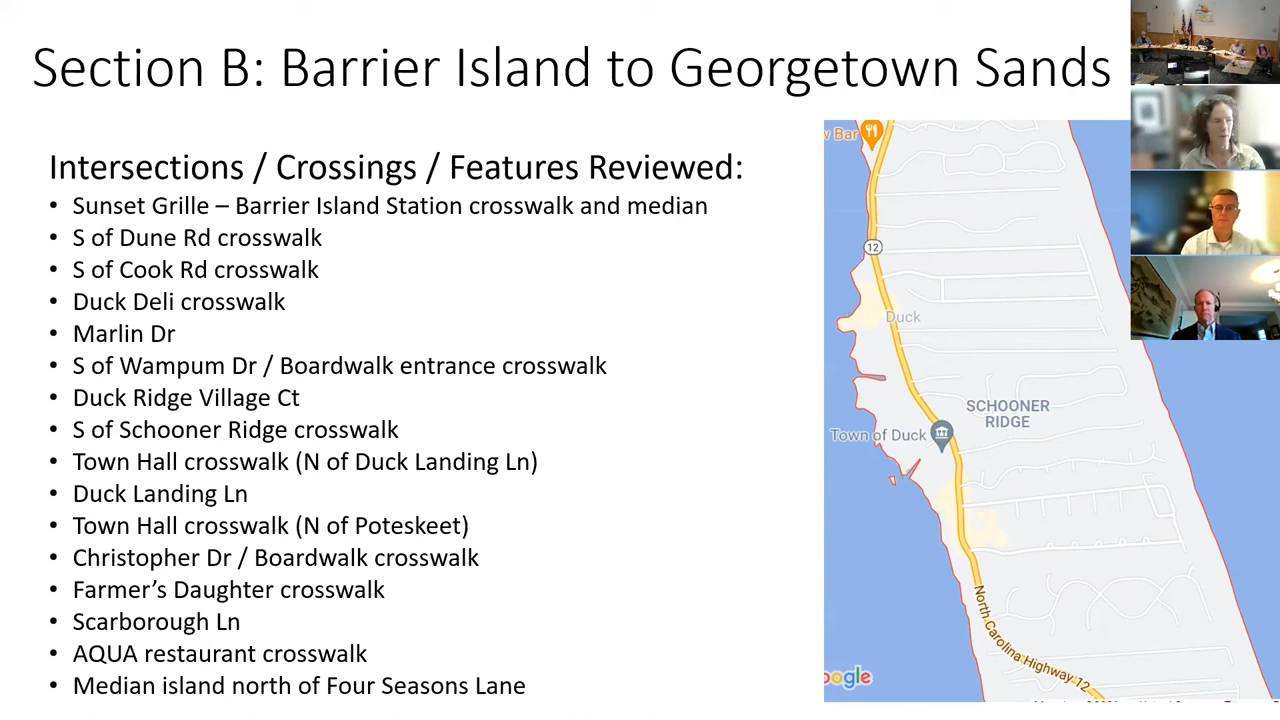 Section B: Barrier Island to Georgetown Sands
Intersections / Crossings / Features Reviewed:
• Sunset Grille – Barrier Island Station crosswalk and median
• S of Dune Rd crosswalk
• S of Cook Rd crosswalk
• Duck Deli crosswalk
• Marlin Dr
• S of Wampum Dr / Boardwalk entrance crosswalk
• Duck Ridge Village Ct
• S of Schooner Ridge crosswalk
• Town Hall crosswalk (N of Duck Landing Ln)
• Duck Landing Ln
• Town Hall crosswalk (N of Poteskeet)
• Christopher Dr / Boardwalk crosswalk
• Farmer’s Daughter crosswalk
• Scarborough Ln
• AQUA restaurant crosswalk
• Median island north of Four Seasons Lane
w Bar
12
Duck
SCHOONER
RIDGE
Town of Duck
North Carolina Highway 12
oogle